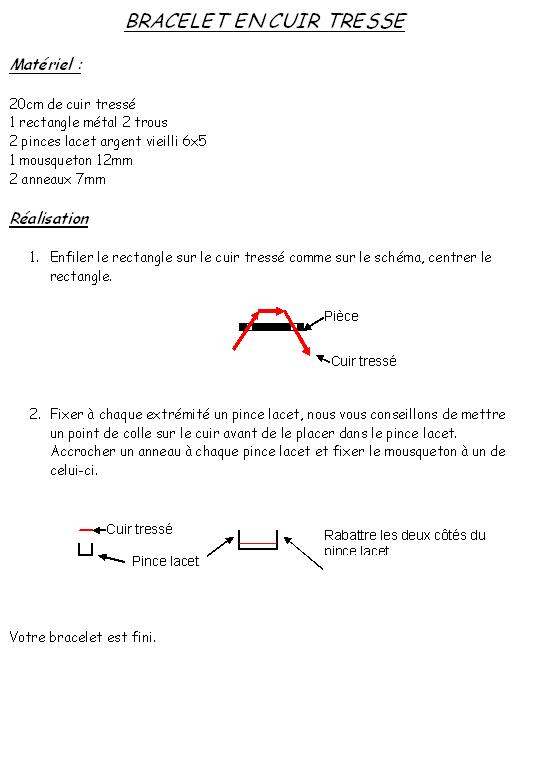 BRACELET EN CUIR TRESSE
Matériel :
20cm de cuir tressé
1 rectangle métal 2 trous
2 pinces lacet argent vieilli 6x5
1 mousqueton 12mm
2 anneaux 7mm
Réalisation
1. Enfiler le rectangle sur le cuir tressé comme sur le schéma, centrer le
rectangle.
Pièce
Cuir tressé
2. Fixer à chaque extrémité un pince lacet, nous vous conseillons de mettre
un point de colle sur le cuir avant de le placer dans le pince lacet.
Accrocher un anneau à chaque pince lacet et fixer le mousqueton à un de
celui-ci.
Cuir tressé
Pince lacet
Rabattre les deux côtés du
pince lacet
Votre bracelet est fini.